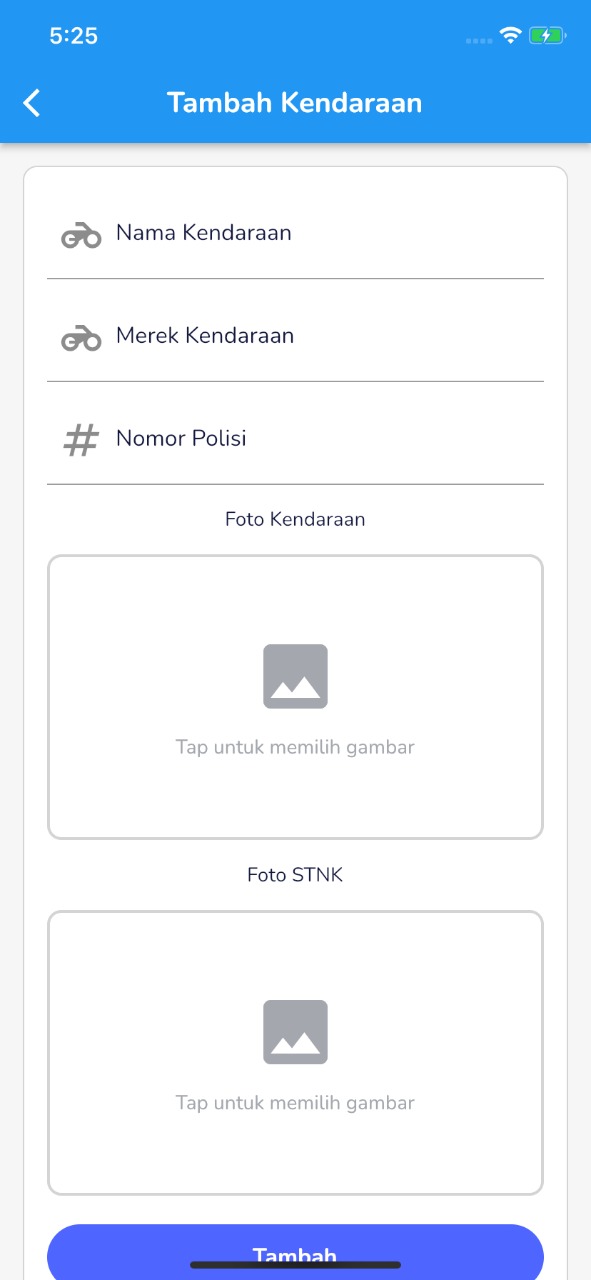 5:25
Tambah Kendaraan
Nama Kendaraan
Merek Kendaraan
# Nomor Polisi
Foto Kendaraan
Tap untuk memilih gambar
Foto STNK
Tap untuk memilih gambar
Tambah